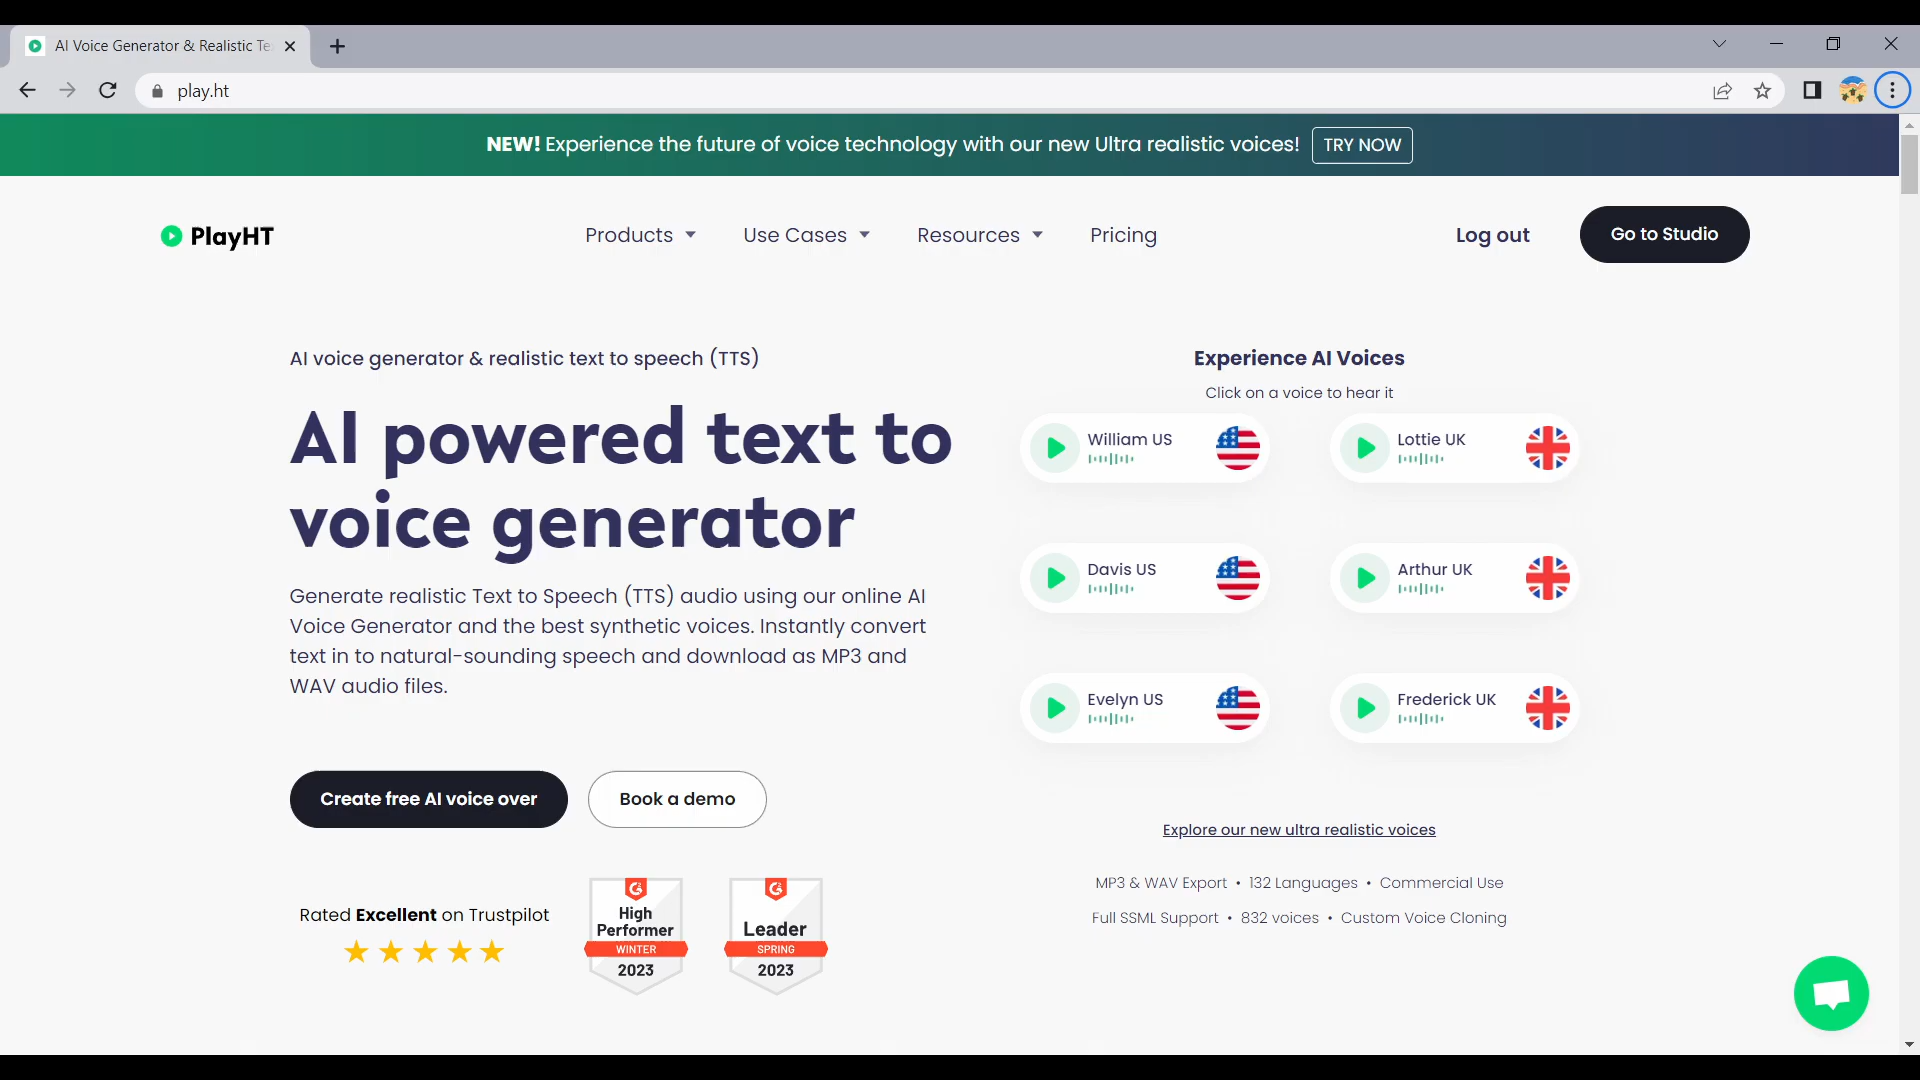 AI Voice Generator & Realistic Te
play.ht
NEW! Experience the future of voice technology with our new Ultra realistic voices! TRY NOW
PlayHT
Products
Use Cases
Resources
Pricing
Log out
Go to Studio
AI voice generator & realistic text to speech (TTS)
AI powered text to
voice generator
Generate realistic Text to Speech (TTS) audio using our online AI
Voice Generator and the best synthetic voices. Instantly convert
text in to natural-sounding speech and download as MP3 and
WAV audio files.
Create free AI voice over
Book a demo
Rated Excellent on Trustpilot
High
Performer
WINTER
2023
Leader
SPRING
2023
Experience AI Voices
Click on a voice to hear it
William US
Lottie UK
Davis US
Arthur UK
Evelyn US
Frederick UK
Explore our new ultra realistic voices
MP3 & WAV Export • 132 Languages • Commercial Use
Full SSML Support • 832 voices • Custom Voice Cloning